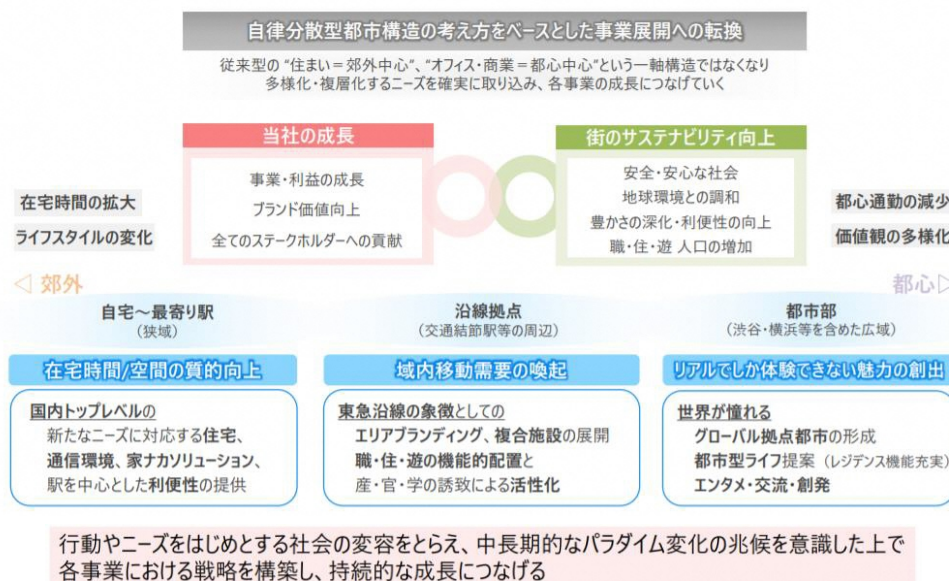 自律分散型都市構造の考え方をベースとした事業展開への転換
従来型の“住まい＝郊外中心”、“オフィス・商業＝都心中心”という一軸構造ではなくなり
多様化・複層化するニーズを確実に取り込み、各事業の成長につなげていく
当社の成長
事業・利益の成長
ブランド価値向上
全てのステークホルダーへの貢献
街のサステナビリティ向上
安全・安心な社会
地球環境との調和
豊かさの深化・利便性の向上
職・住・遊 人口の増加
在宅時間の拡大
ライフスタイルの変化
都心通勤の減少
価値観の多様化
◁ 郊外
都心▷
自宅～最寄り駅
（狭域）
在宅時間/空間の質的向上
国内トップレベルの
新たなニーズに対応する住宅、
通信環境、家ナカソリューション、
駅を中心とした利便性の提供
沿線拠点
（交通結節駅等の周辺）
域内移動需要の喚起
東急沿線の象徴としての
エリアブランディング、複合施設の展開
職・住・遊の機能的配置と
産・官・学の誘致による活性化
都市部
（渋谷・横浜等を含めた広域）
リアルでしか体験できない魅力の創出
世界が憧れる
グローバル拠点都市の形成
都市型ライフ提案（レジデンス機能充実）
エンタメ・交流・創発
行動やニーズをはじめとする社会の変容をとらえ、中長期的なパラダイム変化の兆候を意識した上で
各事業における戦略を構築し、持続的な成長につなげる